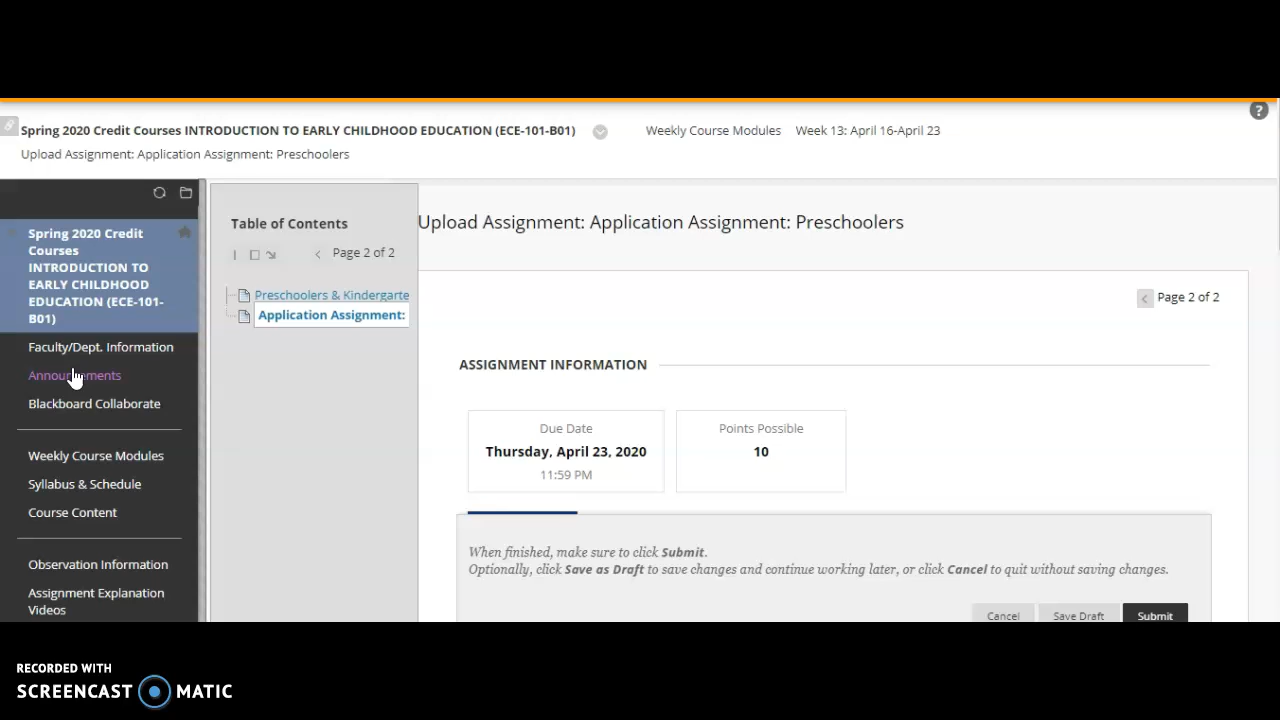 ?
Spring 2020 Credit Courses INTRODUCTION TO EARLY CHILDHOOD EDUCATION (ECE-101-B01) Weekly Course Modules Week 13: April 16-April 23
Upload Assignment: Application Assignment: Preschoolers
Spring 2020 Credit
Courses
INTRODUCTION TO
EARLY CHILDHOOD
EDUCATION (ECE-101-
B01)
Faculty/Dept. Information
Announcements
Blackboard Collaborate
Weekly Course Modules
Syllabus & Schedule
Course Content
Observation Information
Assignment Explanation
Videos
Table of Contents
Page 2 of 2
Preschoolers & Kindergarte
Application Assignment:
Upload Assignment: Application Assignment: Preschoolers
Page 2 of 2
ASSIGNMENT INFORMATION
Due Date
Thursday, April 23, 2020
11:59 PM
Points Possible
10
When finished, make sure to click Submit.
Optionally, click Save as Draft to save changes and continue working later, or click Cancel to quit without saving changes.
Cancel Save Draft Submit
RECORDED WITH
SCREENCAST MATIC